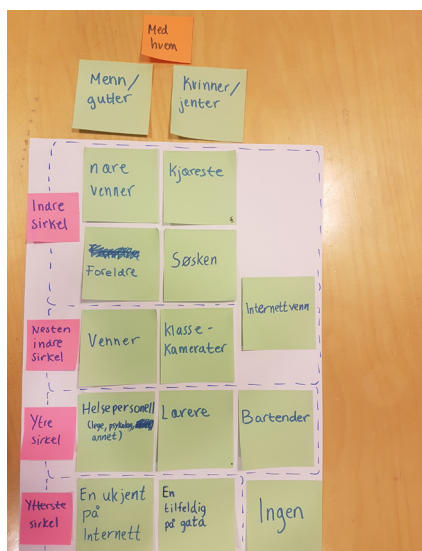 Med
hvem
Menn/
gutter
Kvinner/
jenter
Indre
sirkel
nære
venner
Kjæreste
Foreldre
Søsken
Nesten
indre
sirkel
Venner
Klasse-
Kamerater
Internettvenn
Ytre
sirkel
Helsepersonell
(lege, psykolog,
annet)
Lærere
Bartender
Ytterste
sirkel
En ukjent
på
Internett
En
tilfeldig
på gata
Ingen